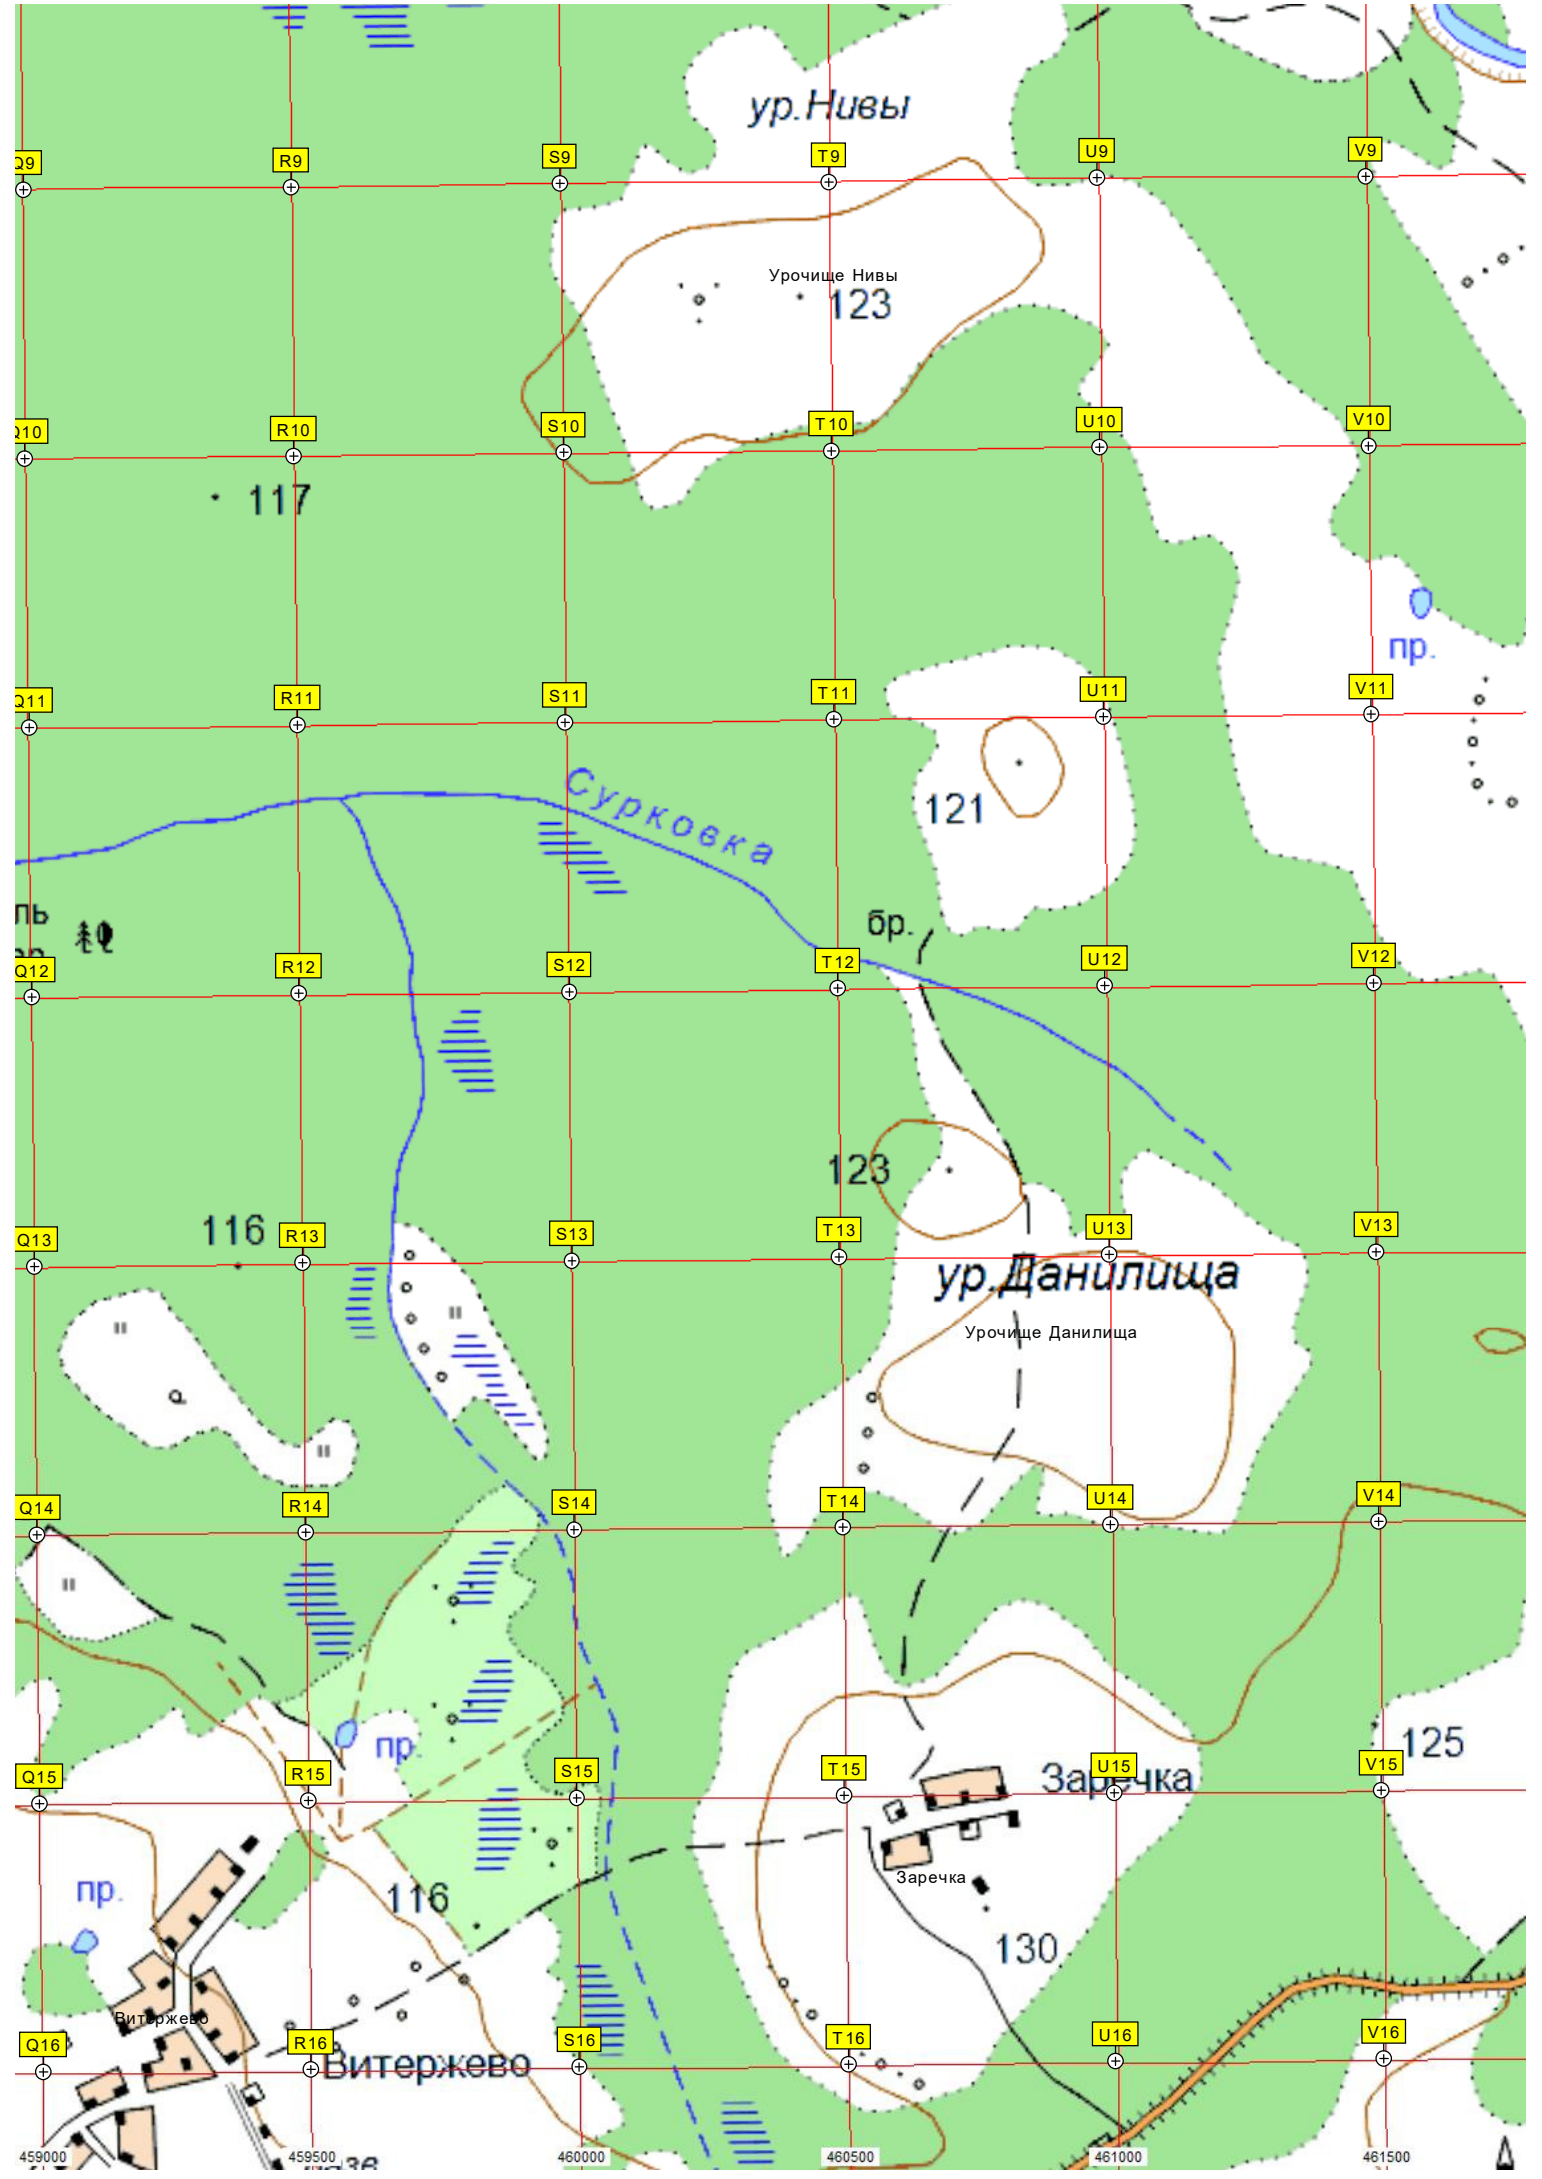 ур.Нивы
Q9 R9 S9 T9 U9 V9
Урочище Нивы
123
Q10 R10 S10 T10 U10 V10
117
пр.
Q11 R11 S11 T11 U11 V11
Сурковка
121
ль
бр.
Q12 R12 S12 T12 U12 V12
123
116
Q13 R13 S13 T13 U13 V13
ур.Данилища
Урочище Данилища
Q14 R14 S14 T14 U14 V14
пр.
125
Q15 R15 S15 T15 U15 V15
Заречка
Заречка
пр.
116
130
Витержево
Q16 R16 S16 T16 U16 V16
Витержево
459000 459500 460000 460500 461000 461500